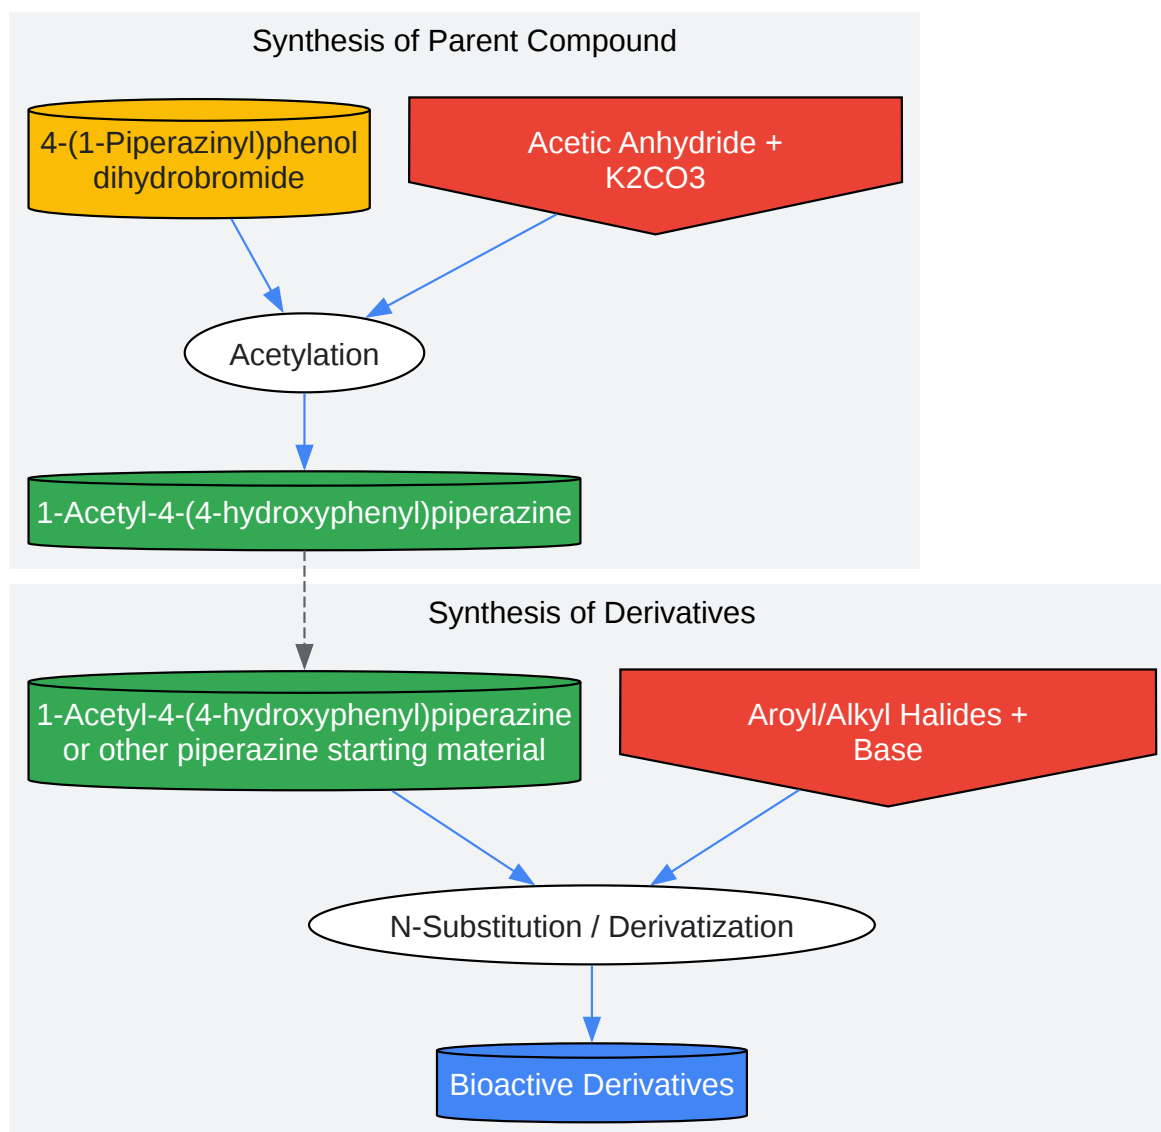 Synthesis of Parent Compound
4-(1-Piperazinyl)phenol
dihydrobromide
Acetic Anhydride +
K2CO3
Acetylation
1-Acetyl-4-(4-hydroxyphenyl)piperazine
Synthesis of Derivatives
1-Acetyl-4-(4-hydroxyphenyl)piperazine
or other piperazine starting material
Aroyl/Alkyl Halides +
Base
N-Substitution / Derivatization
Bioactive Derivatives